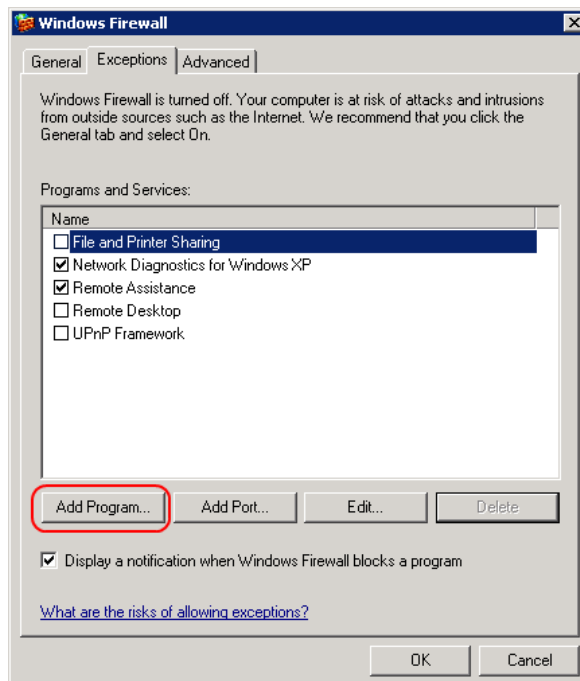 Windows Firewall
General Exceptions Advanced
Windows Firewall is turned off. Your computer is at risk of attacks and intrusions
from outside sources such as the Internet. We recommend that you click the
General tab and select On.
Programs and Services:
Name
File and Printer Sharing
Network Diagnostics for Windows XP
Remote Assistance
Remote Desktop
UPnP Framework
Add Program... Add Port... Edit... Delete
Display a notification when Windows Firewall blocks a program
What are the risks of allowing exceptions?
OK Cancel